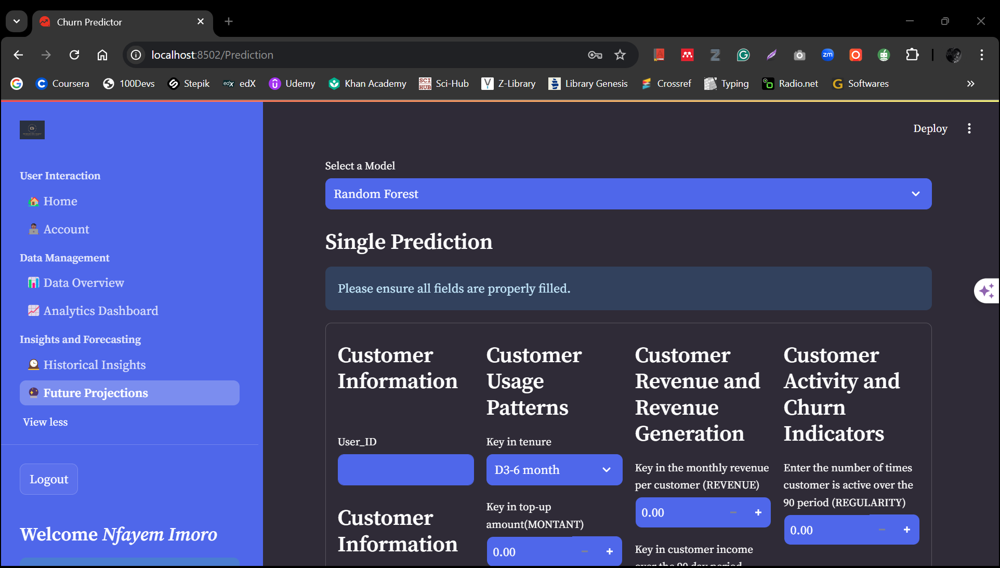 Churn Predictor
localhost:8502/Prediction
Coursera
100Devs
Stepik
edX
Udemy
Khan Academy
Sci-Hub
Z-Library
Library Genesis
Crossref
Typing
Radio.net
Softwares
Deploy
User Interaction
Home
Account
Data Management
Data Overview
Analytics Dashboard
Insights and Forecasting
Historical Insights
Future Projections
View less
Logout
Welcome Nfayem Imoro
Select a Model
Random Forest
Single Prediction
Please ensure all fields are properly filled.
Customer
Information
User_ID
Customer
Information
Customer
Usage
Patterns
Key in tenure
D3-6 month
Key in top-up
amount(MONTANT)
0.00
Customer
Revenue and
Revenue
Generation
Key in the monthly revenue
per customer (REVENUE)
0.00
Key in customer income
over the 90 day period
Customer
Activity and
Churn
Indicators
Enter the number of times
customer is active over the
90 period (REGULARITY)
0.00